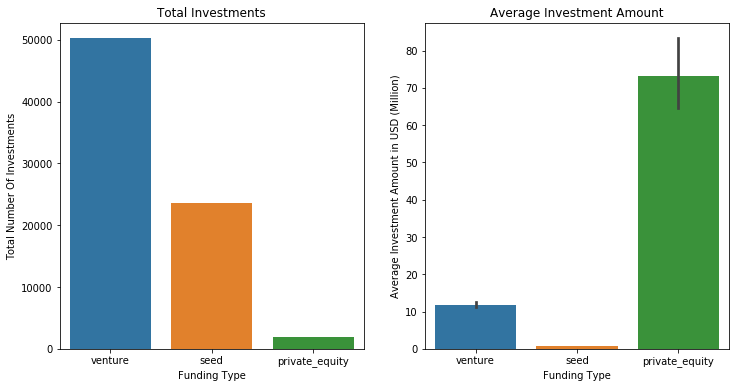 Total Investments
Total Number Of Investments
50000
40000
30000
20000
10000
0
venture seed private_equity
Funding Type
Average Investment Amount
Average Investment Amount in USD (Million)
80
70
60
50
40
30
20
10
0
venture seed private_equity
Funding Type